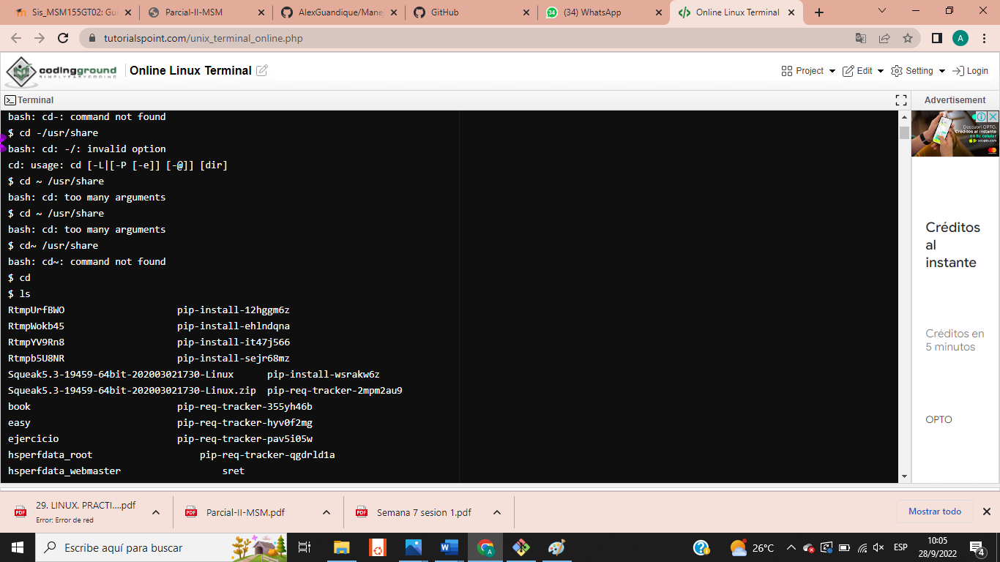 Sis_MSM155GT02: Gui
Parcial-II-MSM
AlexGuandique/Mane
GitHub
(34) WhatsApp
Online Linux Terminal
tutorialspoint.com/unix_terminal_online.php
A
codingground
SIMPLYEASYCODING
Online Linux Terminal
Project
Edit
Setting
Login
Terminal
Advertisement
bash: cd-: command not found
$ cd -/usr/share
bash: cd: -/: invalid option
cd: usage: cd [-L|[-P [-e]] [-@]] [dir]
$ cd ~ /usr/share
bash: cd: too many arguments
$ cd ~ /usr/share
bash: cd: too many arguments
$ cd~ /usr/share
bash: cd~: command not found
$ cd
$ ls
RtmpUrfBWO pip-install-12hggm6z
RtmpWokb45 pip-install-ehlndqna
RtmpYV9Rn8 pip-install-it47j566
Rtmpb5U8NR pip-install-sejr68mz
Squeak5.3-19459-64bit-202003021730-Linux pip-install-wsrakw6z
Squeak5.3-19459-64bit-202003021730-Linux.zip pip-req-tracker-2mpm2au9
book pip-req-tracker-355yh46b
easy pip-req-tracker-hyv0f2mg
ejercicio pip-req-tracker-pav5i05w
hsperfdata_root pip-req-tracker-qgdrld1a
hsperfdata_webmaster sret
Descubrí OPTO.
Créditos al instante
en tu celular
Créditos
al
instante
Créditos en
5 minutos
OPTO
29. LINUX. PRACTI....pdf
Error: Error de red
Parcial-II-MSM.pdf
Semana 7 sesion 1.pdf
Mostrar todo
Escribe aquí para buscar
26°C
ESP
10:05
28/9/2022
4